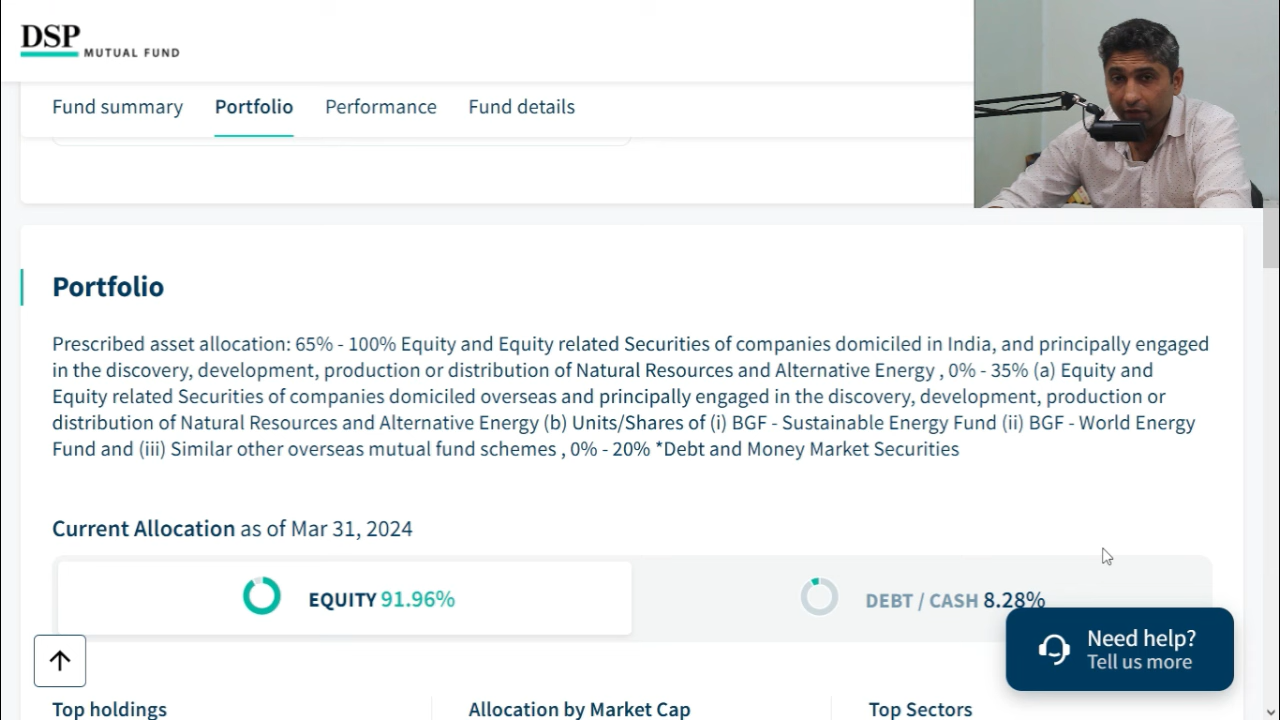 DSP
MUTUAL FUND
Fund summary Portfolio Performance Fund details
Portfolio
Prescribed asset allocation: 65% - 100% Equity and Equity related Securities of companies domiciled in India, and principally engaged
in the discovery, development, production or distribution of Natural Resources and Alternative Energy , 0% - 35% (a) Equity and
Equity related Securities of companies domiciled overseas and principally engaged in the discovery, development, production or
distribution of Natural Resources and Alternative Energy (b) Units/Shares of (i) BGF - Sustainable Energy Fund (ii) BGF - World Energy
Fund and (iii) Similar other overseas mutual fund schemes , 0% - 20% *Debt and Money Market Securities
Current Allocation as of Mar 31, 2024
EQUITY 91.96% DEBT / CASH 8.28%
Need help?
Tell us more
Top holdings Allocation by Market Cap Top Sectors